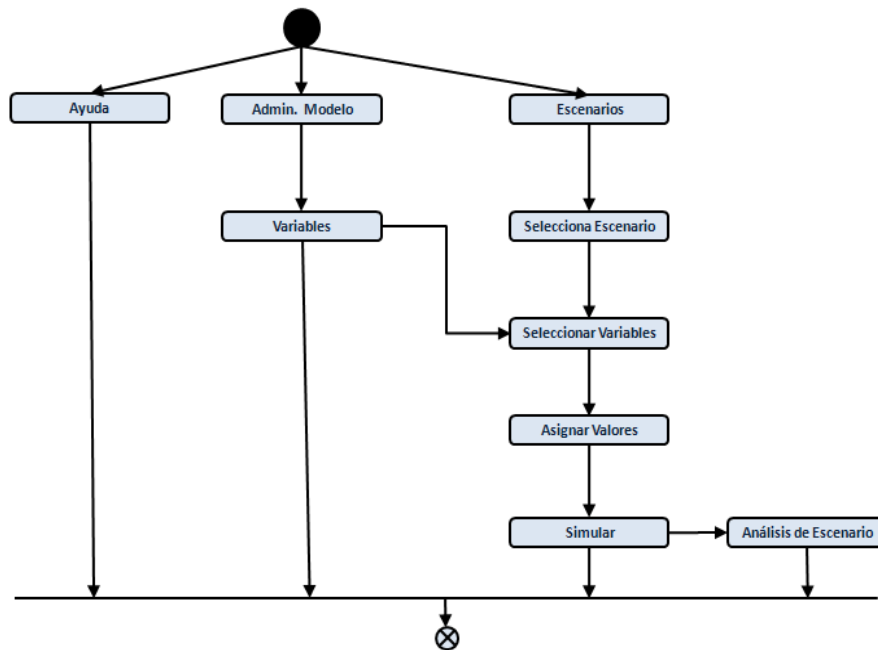 Ayuda
Admin. Modelo
Escenarios
Variables
Selecciona Escenario
Seleccionar Variables
Asignar Valores
Simular
Análisis de Escenario